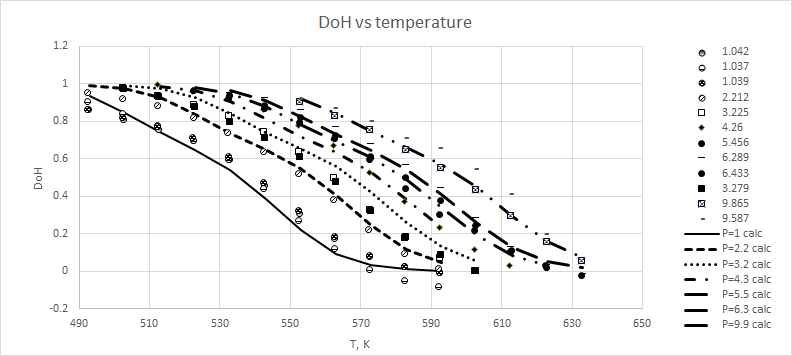 DoH vs temperature
1.2
1
0.8
0.6
0.4
0.2
0
-0.2
DoH
490 510 530 550 570 590 610 630 650
T, K
1.042
1.037
1.039
2.212
3.225
4.26
5.456
6.289
6.433
3.279
9.865
9.587
P=1 calc
P=2.2 calc
P=3.2 calc
P=4.3 calc
P=5.5 calc
P=6.3 calc
P=9.9 calc